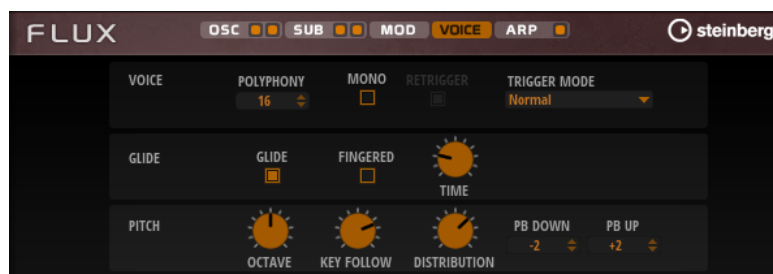 FLUX OSC SUB MOD VOICE ARP steinberg
VOICE POLYPHONY MONO RETRIGGER TRIGGER MODE
16 Normal
GLIDE GLIDE FINGERED
TIME
PITCH PB DOWN PB UP
-2 +2
OCTAVE KEY FOLLOW DISTRIBUTION